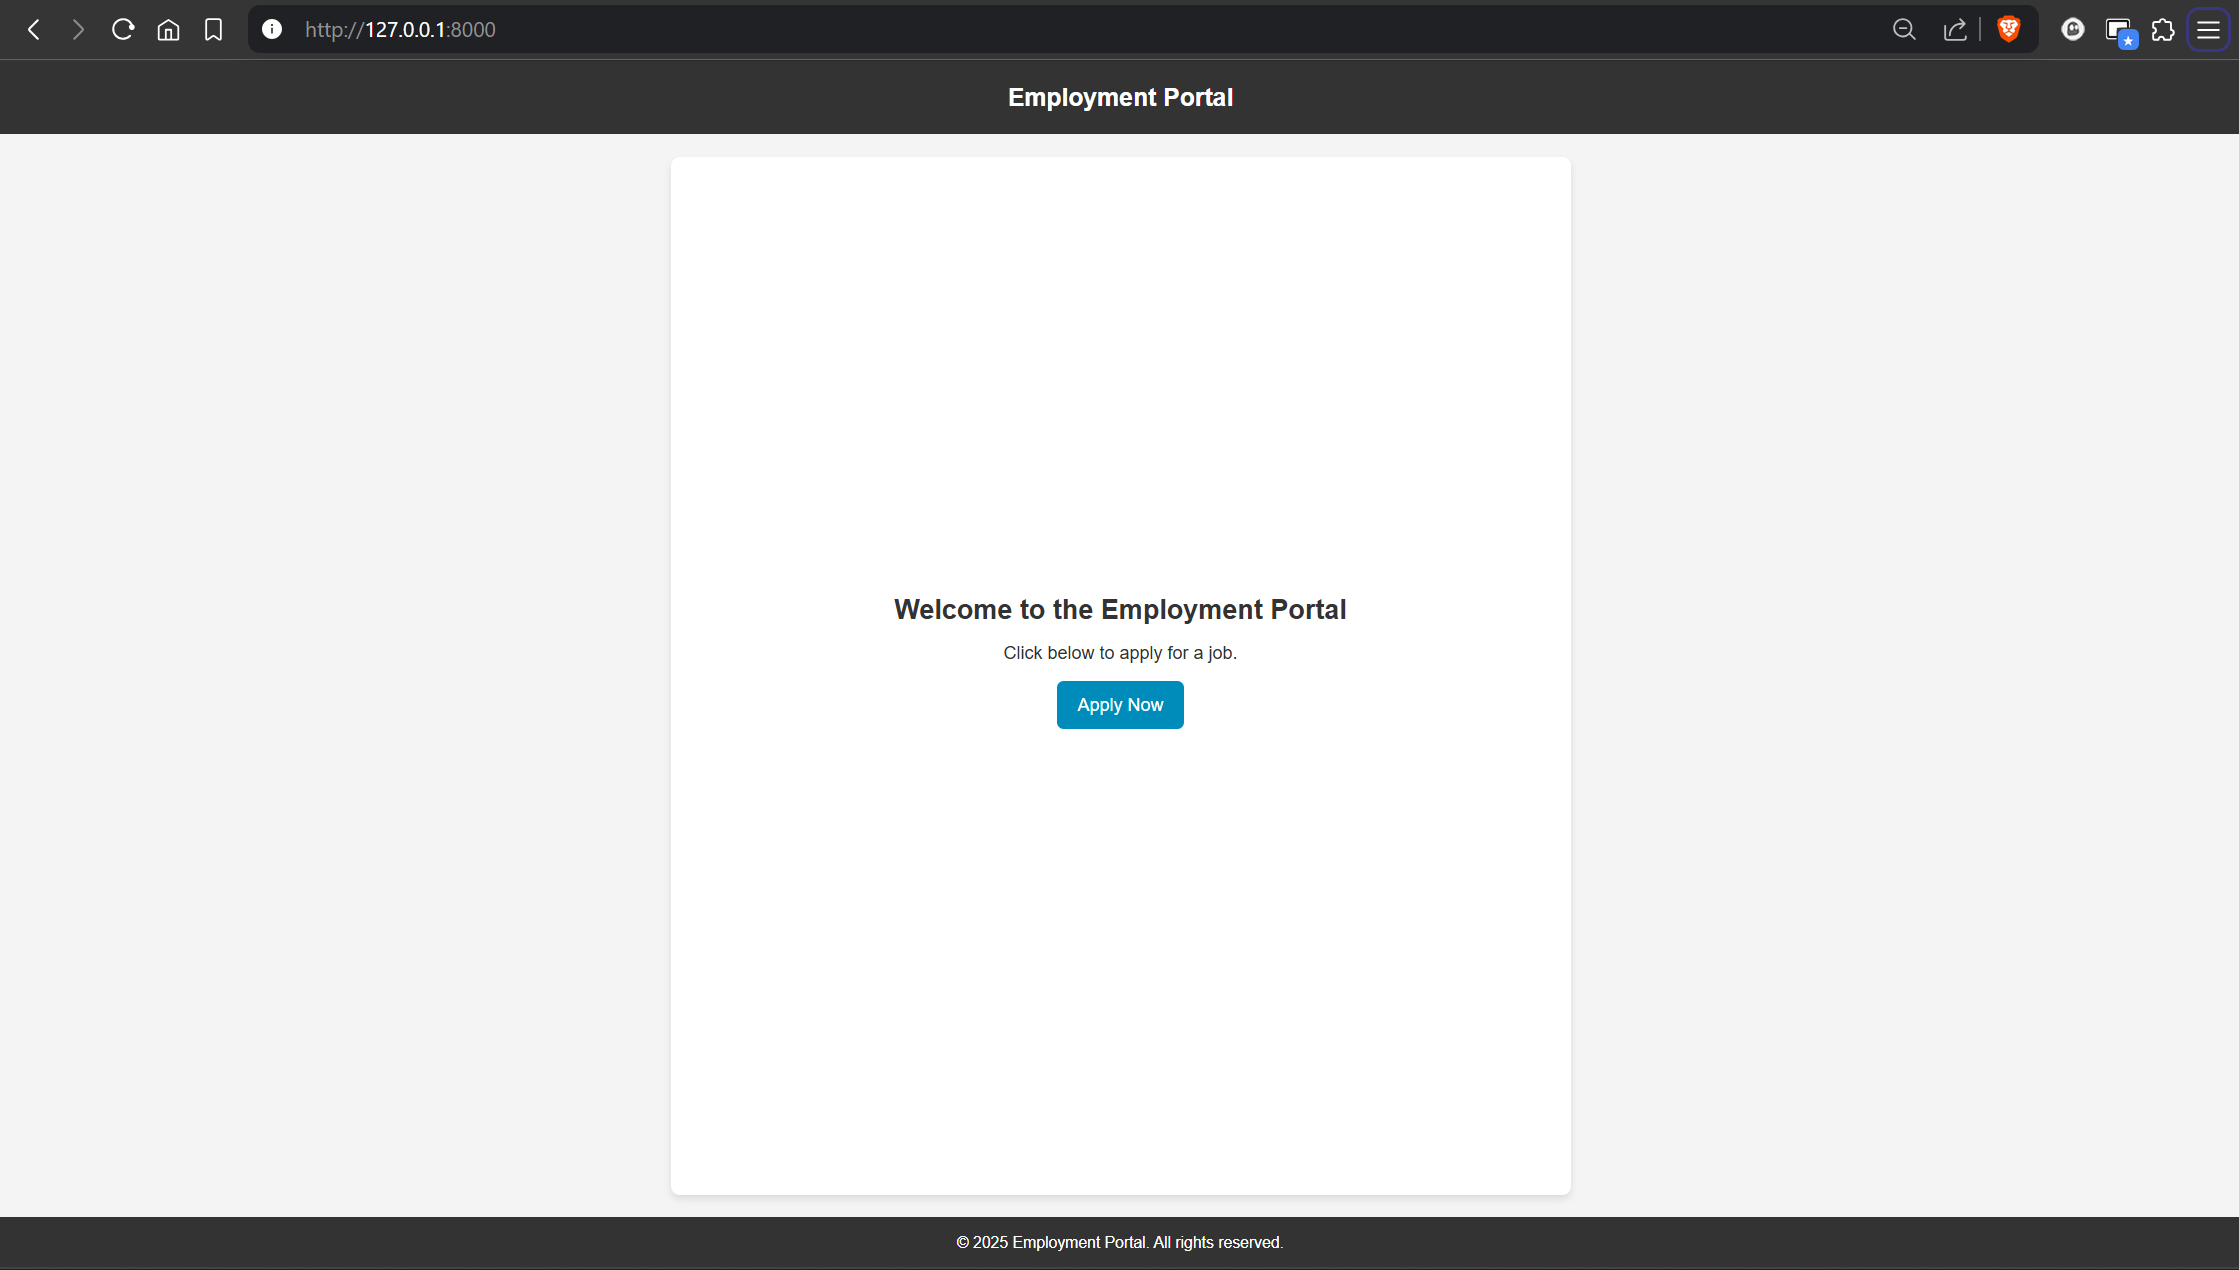 http://127.0.0.1:8000
Employment Portal
Welcome to the Employment Portal
Click below to apply for a job.
Apply Now
© 2025 Employment Portal. All rights reserved.